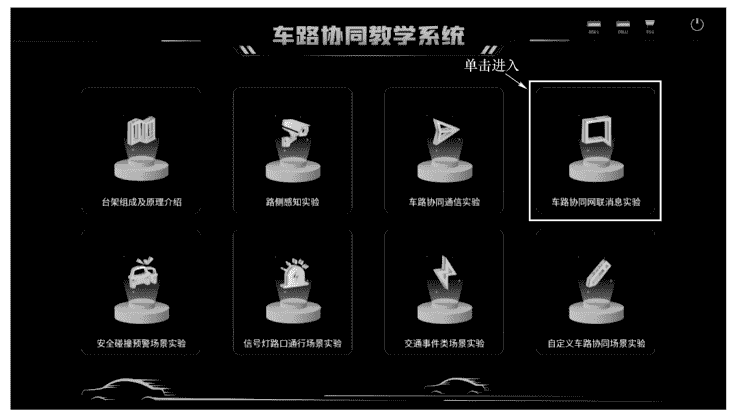 车路协同教学系统
单击进入
台架组成及原理介绍
路侧感知实验
车路协同通信实验
车路协同网联消息实验
安全碰撞预警场景实验
信号灯路口通行场景实验
交通事件类场景实验
自定义车路协同场景实验